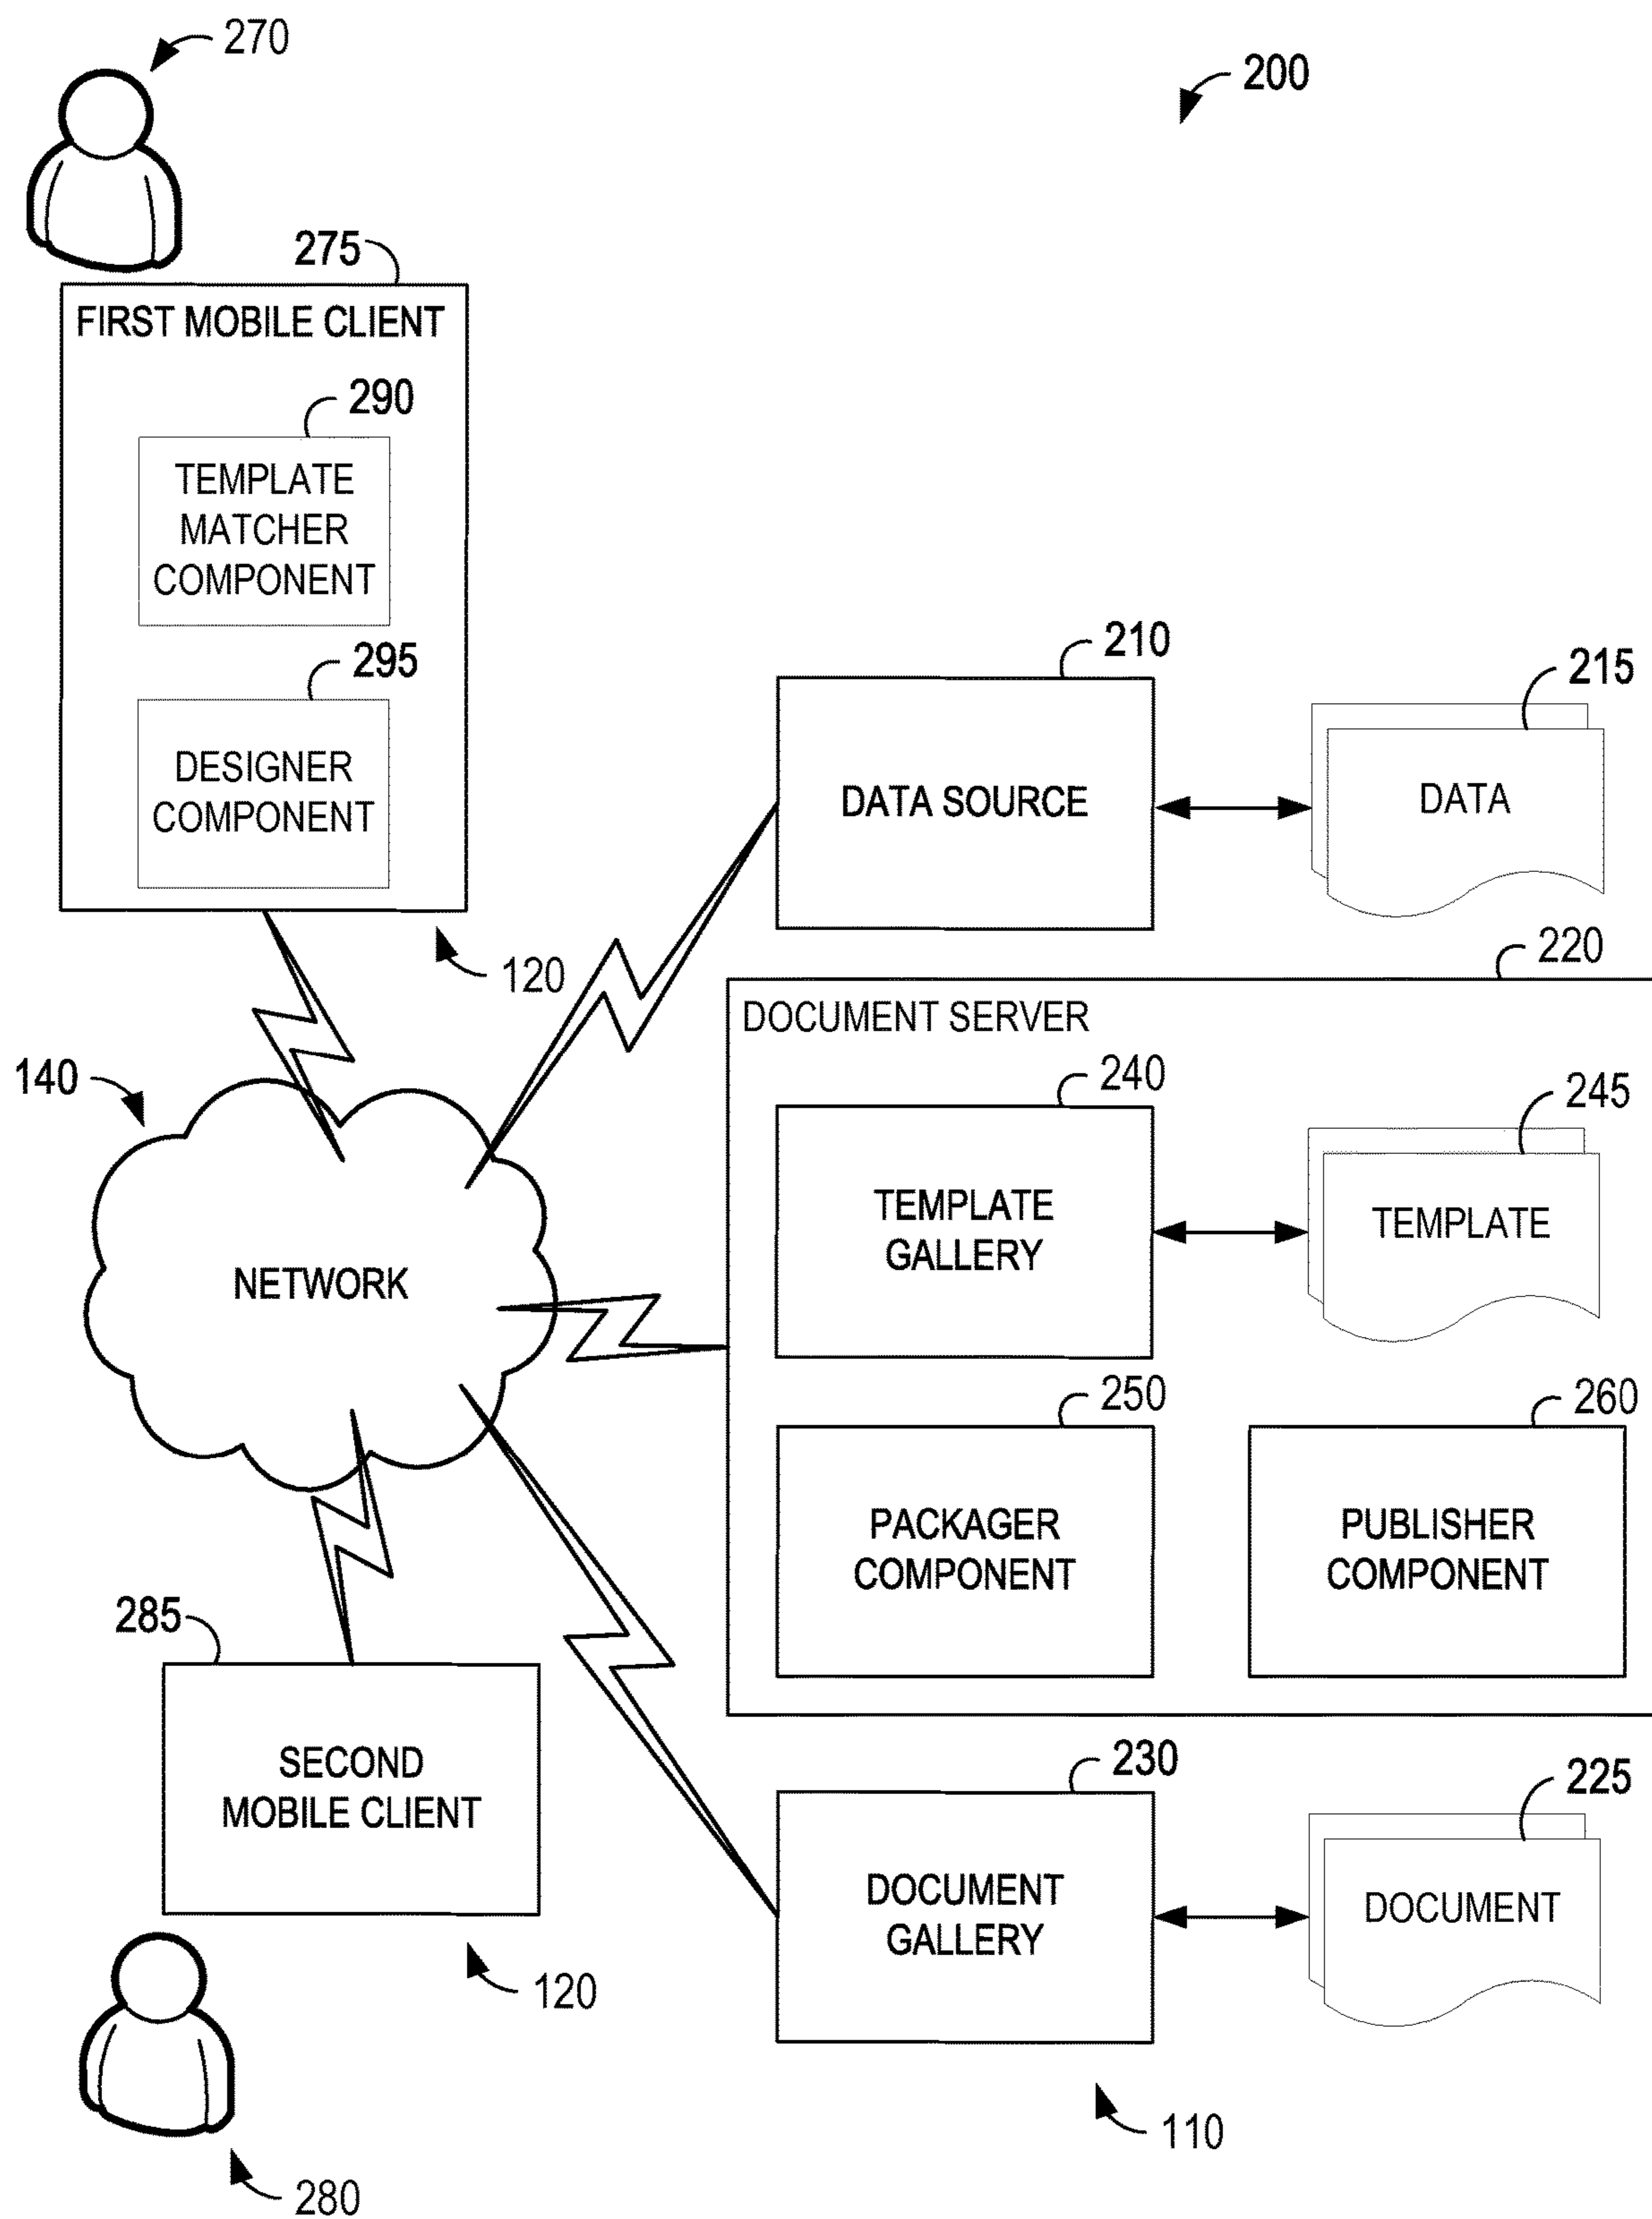 270
200
275
FIRST MOBILE CLIENT
290
TEMPLATE
MATCHER
COMPONENT
295
DESIGNER
COMPONENT
120
210
DATA SOURCE
215
DATA
220
DOCUMENT SERVER
240
TEMPLATE
GALLERY
245
TEMPLATE
250
PACKAGER
COMPONENT
260
PUBLISHER
COMPONENT
140
NETWORK
285
SECOND
MOBILE CLIENT
120
280
230
DOCUMENT
GALLERY
225
DOCUMENT
110